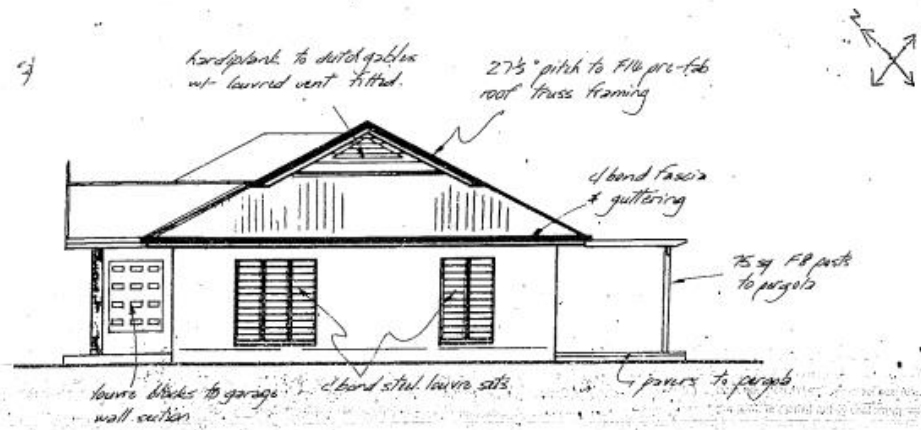 hardiplank to dutch gables
w/- louvred vent fitted.
27½° pitch to F14 pre-fab
roof truss framing
c/bond fascia
& guttering
75 sq F8 posts
to pergola
louvre blocks to garage
wall section
c/bond steel louvre sets
pavers to pergola